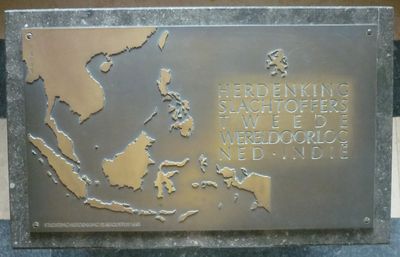 HERDENKING
SLACHTOFFERS
TWEEDE
WERELDOORLOG
NED·INDIË